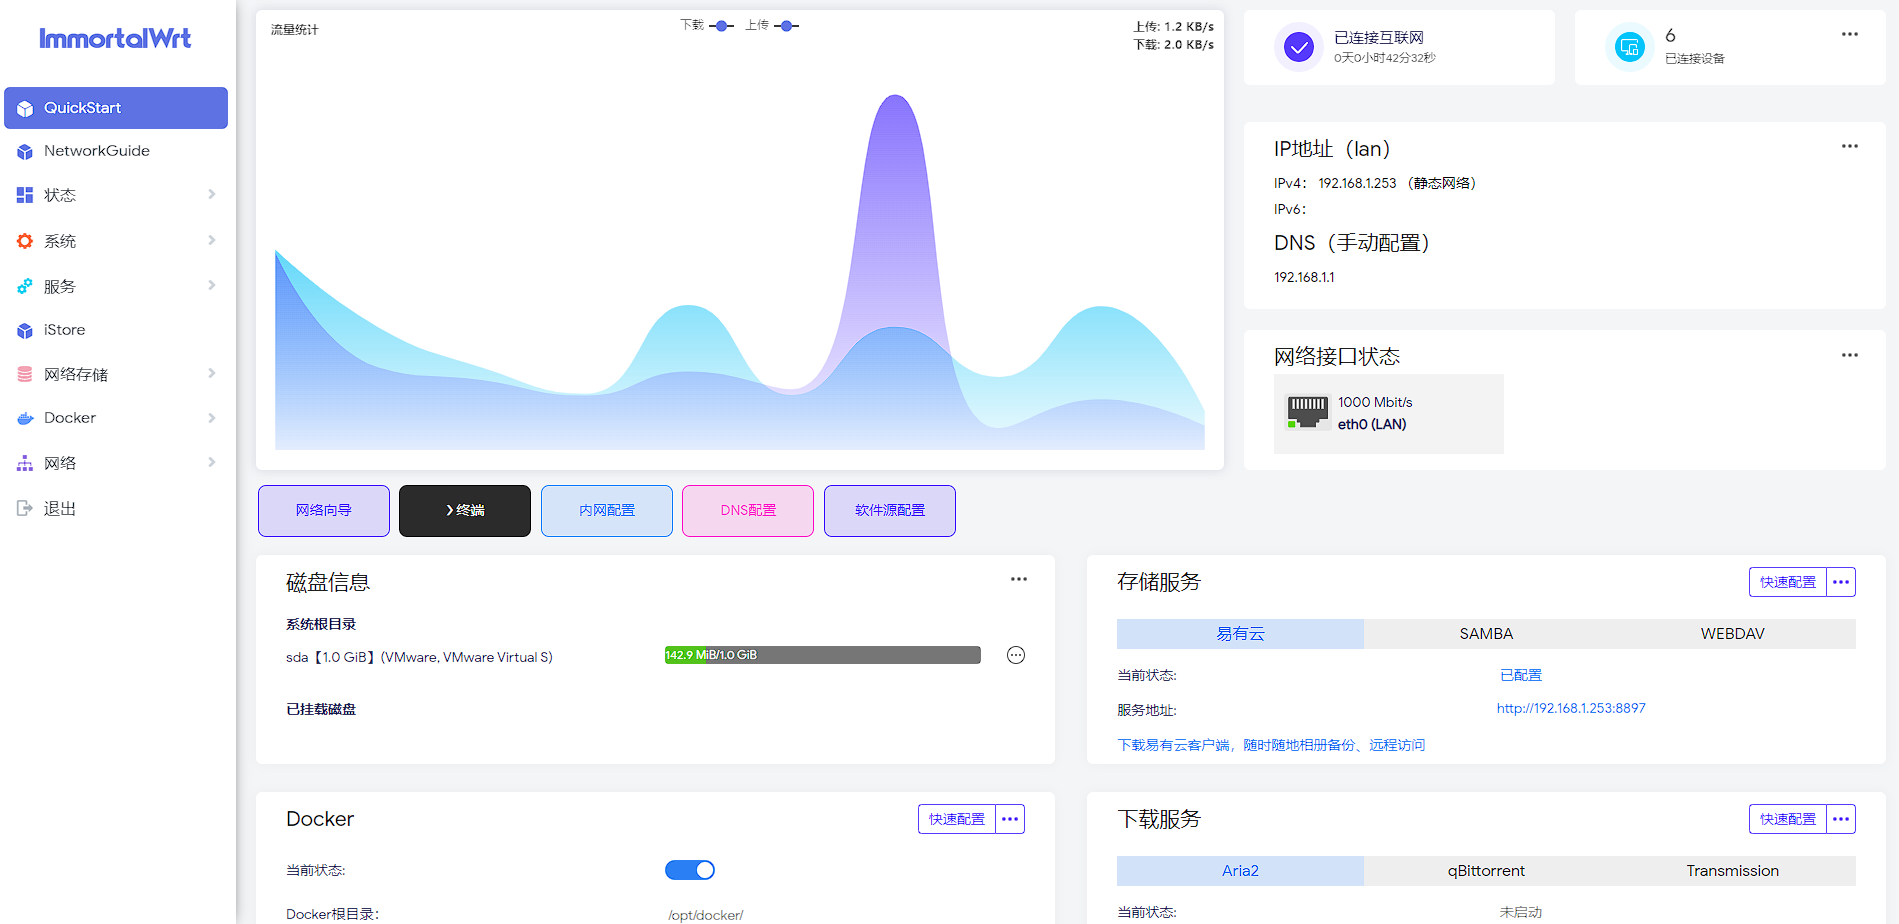 ImmortalWrt
QuickStart
NetworkGuide
状态
系统
服务
iStore
网络存储
Docker
网络
退出
流量统计
下载 上传
上传: 1.2 KB/s
下载: 2.0 KB/s
已连接互联网
0天0小时42分32秒
6
已连接设备
IP地址（lan）
IPv4： 192.168.1.253 （静态网络）
IPv6：
DNS（手动配置）
192.168.1.1
网络接口状态
1000 Mbit/s
eth0 (LAN)
网络向导
❯终端
内网配置
DNS配置
软件源配置
磁盘信息
系统根目录
sda【1.0 GiB】(VMware, VMware Virtual S)
142.9 MiB/1.0 GiB
已挂载磁盘
存储服务
快速配置
易有云 SAMBA WEBDAV
当前状态: 已配置
服务地址: http://192.168.1.253:8897
下载易有云客户端，随时随地相册备份、远程访问
Docker
快速配置
当前状态:
Docker根目录: /opt/docker/
下载服务
快速配置
Aria2 qBittorrent Transmission
当前状态: 未启动